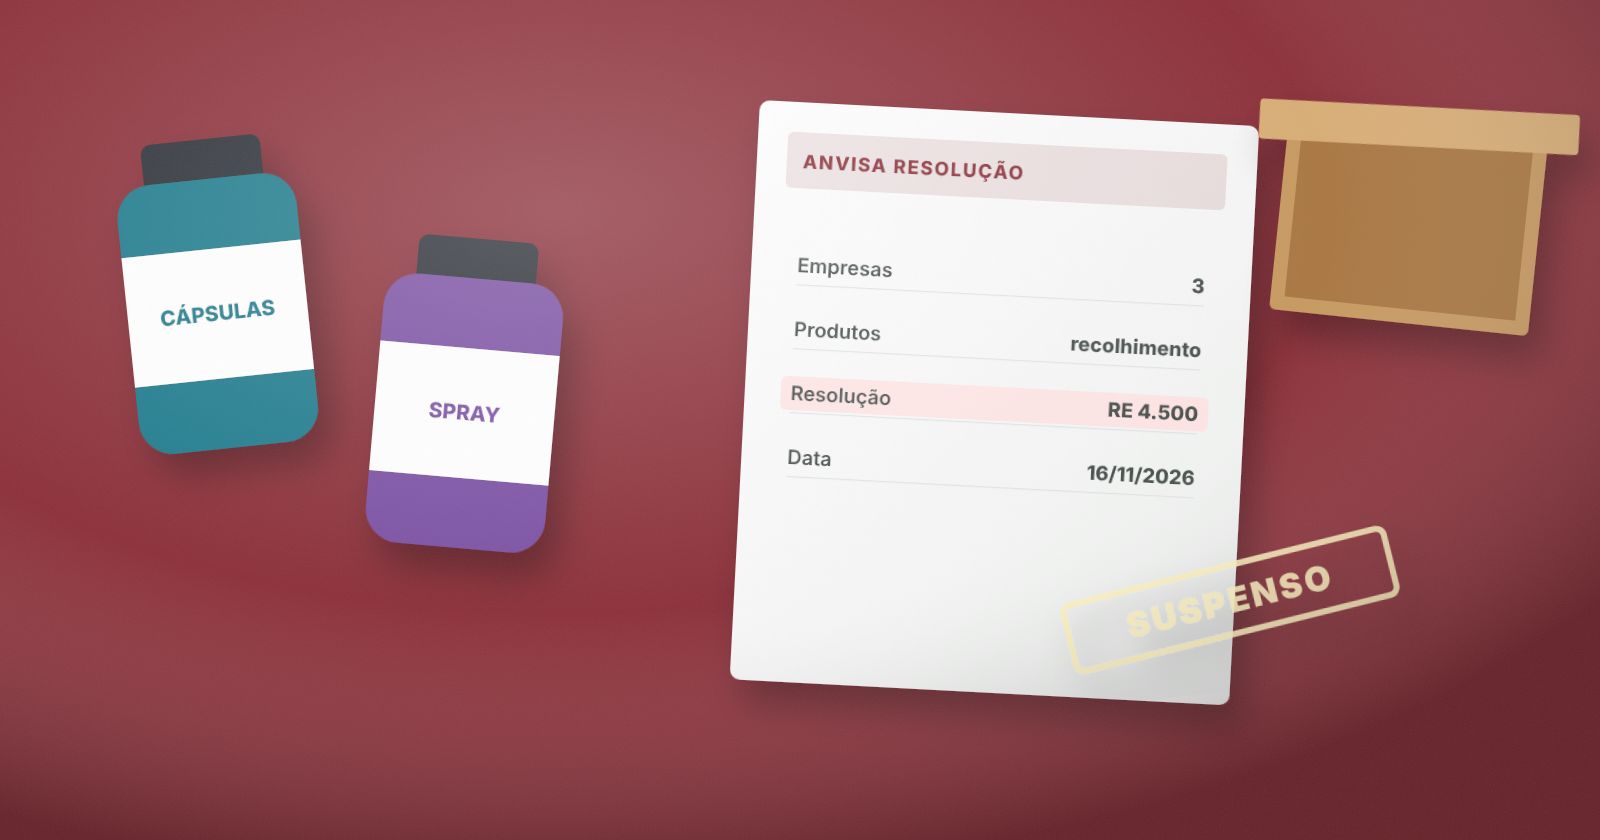 CÁPSULAS
SPRAY
ANVISA RESOLUÇÃO
Empresas 3
Produtos recolhimento
Resolução RE 4.500
Data 16/11/2026
SUSPENSO